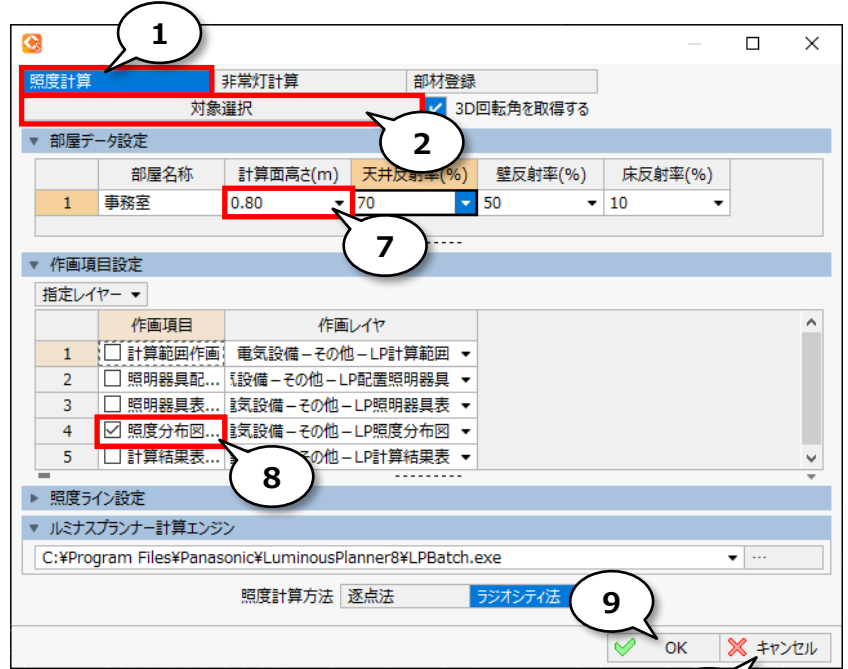 1
照度計算 非常灯計算 部材登録
対象選択 3D回転角を取得する
2
部屋データ設定
部屋名称 計算面高さ(m) 天井反射率(%) 壁反射率(%) 床反射率(%)
1 事務室 0.80 70 50 10
7
作画項目設定
指定レイヤー
作画項目 作画レイヤ
1 計算範囲作画 電気設備－その他－LP計算範囲
2 照明器具配... 設備－その他－LP配置照明器具
3 照明器具表... 気設備－その他－LP照明器具表
4 照度分布図... 気設備－その他－LP照度分布図
5 計算結果表... その他－LP計算結果表
8
照度ライン設定
ルミナスプランナー計算エンジン
C:¥Program Files¥Panasonic¥LuminousPlanner8¥LPBatch.exe ...
照度計算方法 逐点法 ラジオシティ法
9
OK キャンセル